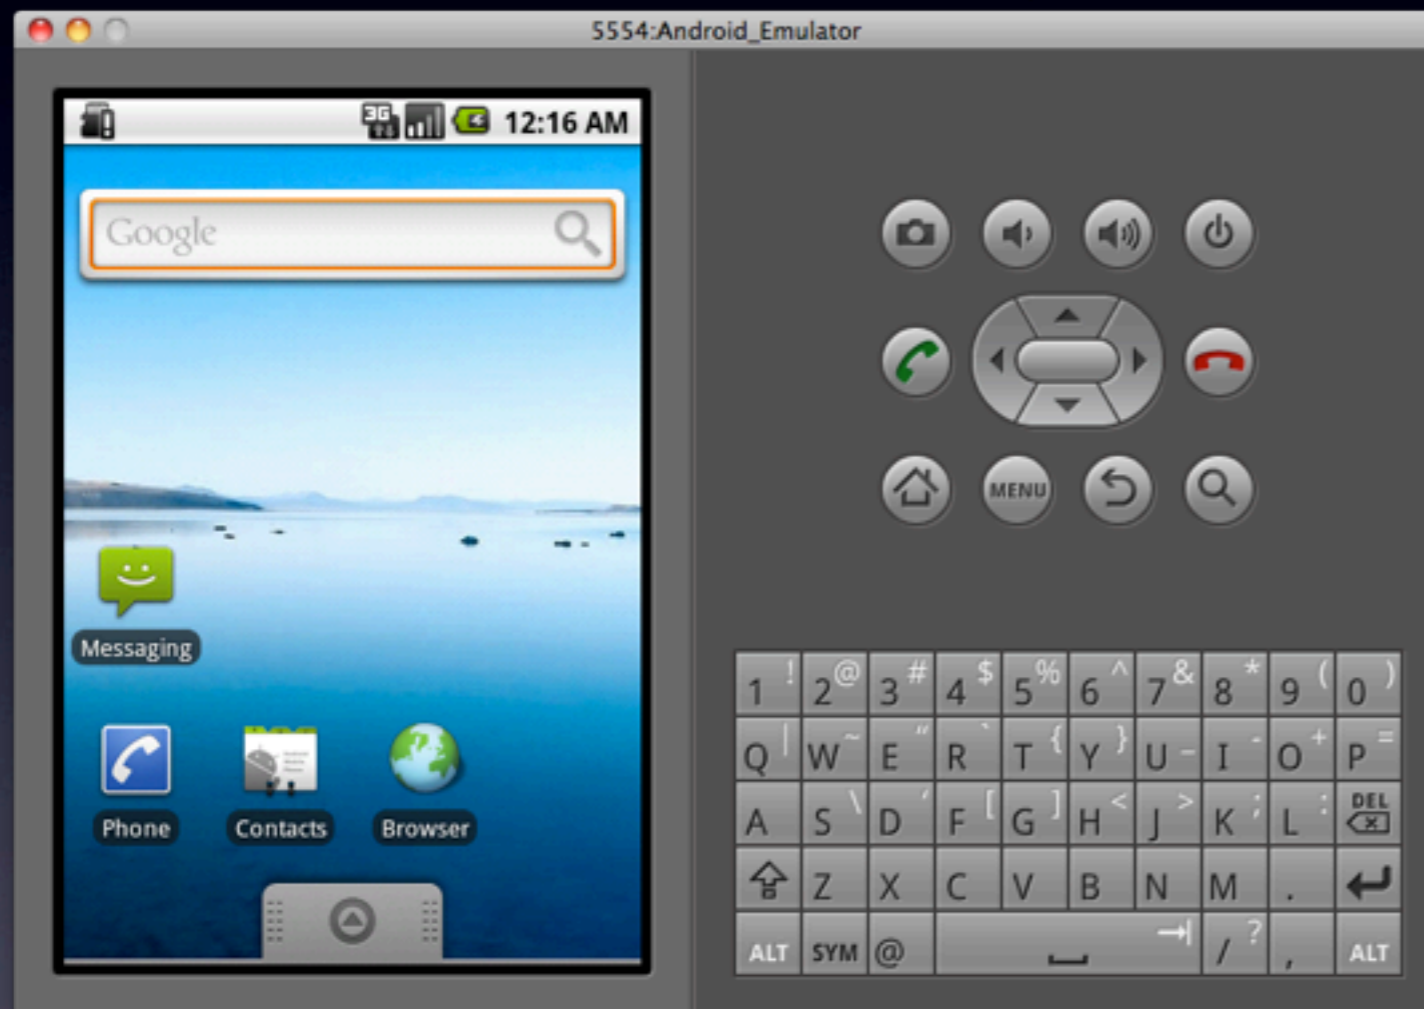 5554:Android_Emulator
3G
12:16 AM
Google
Messaging
Phone
Contacts
Browser
MENU
1 ! 2 @ 3 # 4 $ 5 % 6 ^ 7 & 8 * 9 ( 0 )
Q | W ~ E " R ` T { Y } U _ I - O + P =
A S \ D ' F [ G ] H < J > K ; L : DEL
Z X C V B N M .
ALT SYM @ / ? , ALT